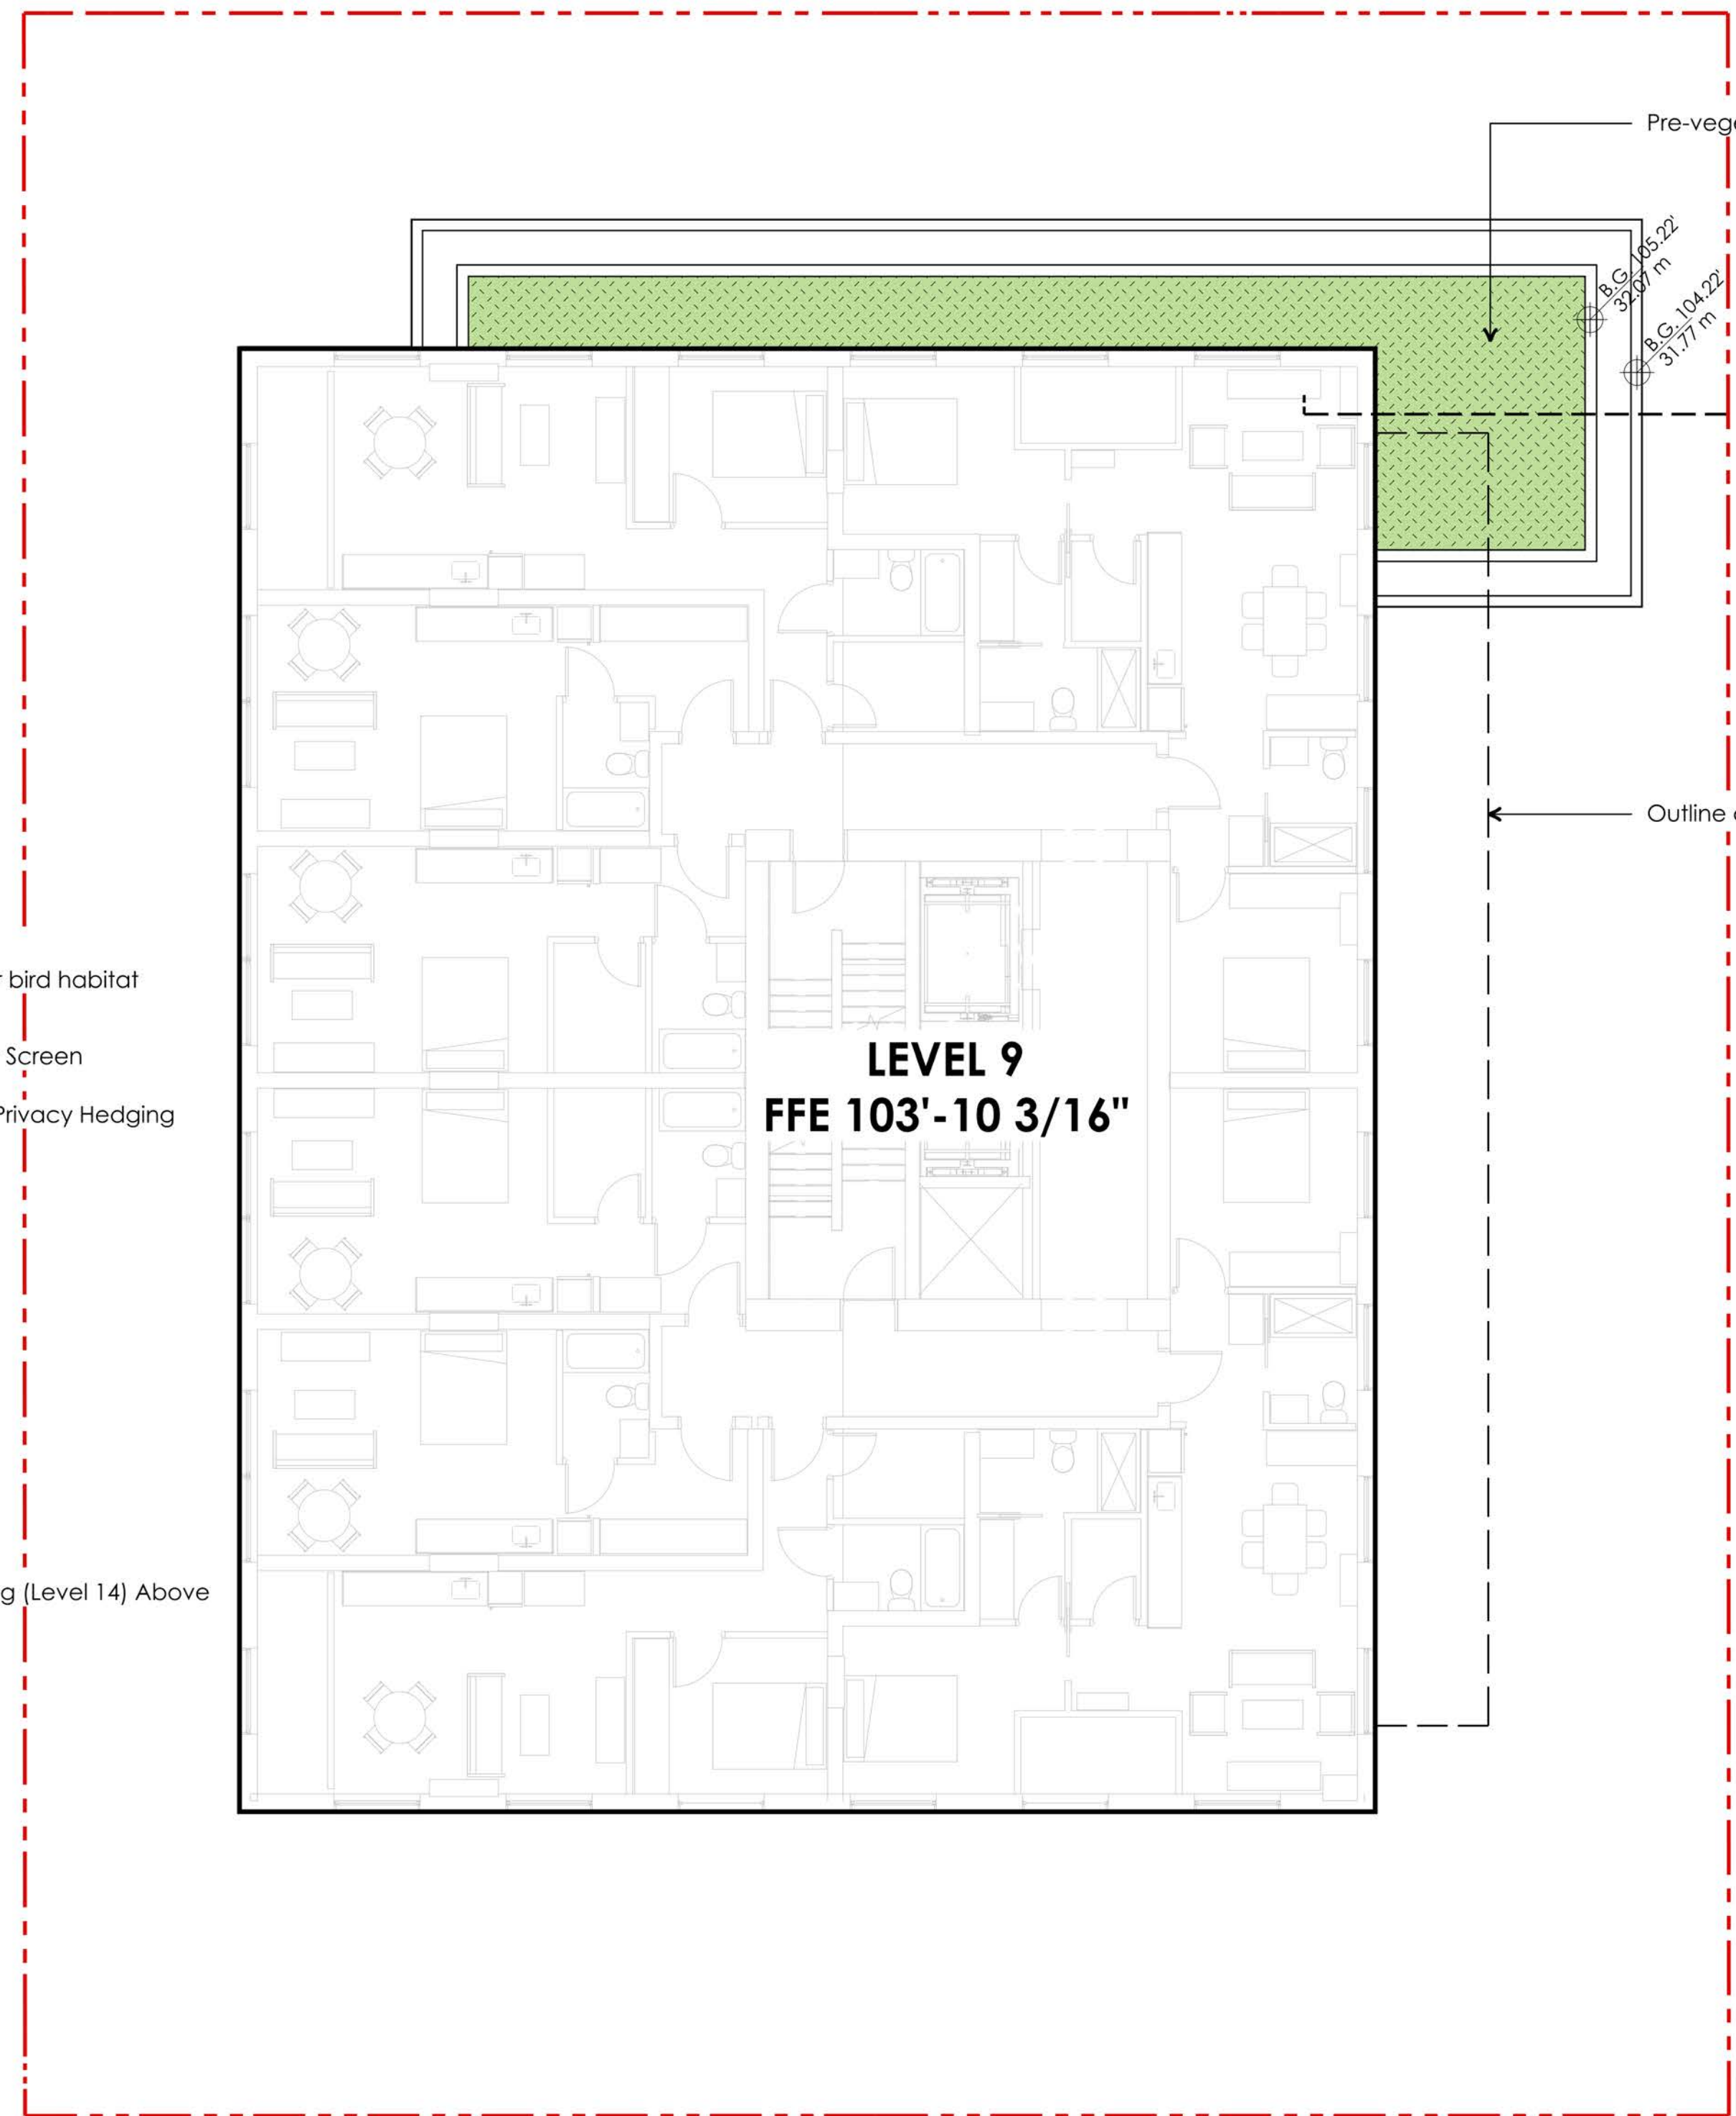 Pre-veg
B.G. 105.22'
32.07 m
B.G. 104.22'
31.77 m
Outline
bird habitat
Screen
Privacy Hedging
LEVEL 9
FFE 103'-10 3/16"
g (Level 14) Above